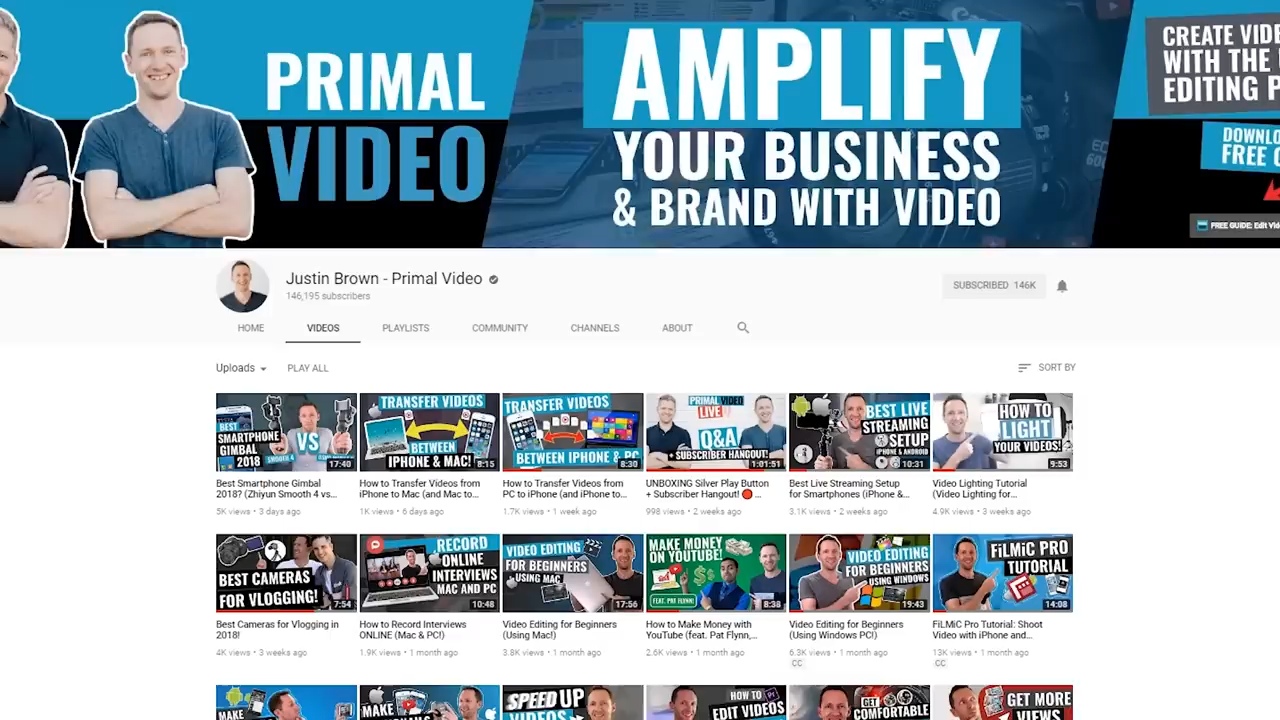 PRIMAL
VIDEO
AMPLIFY
YOUR BUSINESS
& BRAND WITH VIDEO
CREATE VIDE
WITH THE
EDITING P
DOWNLO
FREE
FREE GUIDE: Edit Vid
Justin Brown - Primal Video
146,195 subscribers
SUBSCRIBED 146K
HOME
VIDEOS
PLAYLISTS
COMMUNITY
CHANNELS
ABOUT
Uploads
PLAY ALL
SORT BY
BEST
SMARTPHONE
GIMBAL
2018
VS
SMOOTH 4
17:40
Best Smartphone Gimbal
2018? (Zhiyun Smooth 4 vs...
5K views • 3 days ago
TRANSFER VIDEOS
BETWEEN
IPHONE & MAC!
8:15
How to Transfer Videos from
iPhone to Mac (and Mac to...
1K views • 6 days ago
TRANSFER VIDEOS
BETWEEN IPHONE & PC
8:30
How to Transfer Videos from
PC to iPhone (and iPhone to...
1.7K views • 1 week ago
PRIMAL VIDEO
LIVE
Q&A
+ SUBSCRIBER HANGOUT!
1:01:51
UNBOXING Silver Play Button
+ Subscriber Hangout! 🔴 ...
998 views • 2 weeks ago
BEST LIVE
STREAMING
SETUP
IPHONE & ANDROID
10:31
Best Live Streaming Setup
for Smartphones (iPhone &...
3.1K views • 2 weeks ago
HOW TO
LIGHT
YOUR VIDEOS!
9:53
Video Lighting Tutorial
(Video Lighting for...
4.9K views • 3 weeks ago
BEST CAMERAS
FOR VLOGGING!
7:54
Best Cameras for Vlogging in
2018!
4K views • 3 weeks ago
RECORD
ONLINE
INTERVIEWS
MAC AND PC
10:48
How to Record Interviews
ONLINE (Mac & PC!)
1.9K views • 1 month ago
VIDEO EDITING
FOR BEGINNERS
USING MAC
17:56
Video Editing for Beginners
(Using Mac!)
3.8K views • 1 month ago
MAKE MONEY
ON YOUTUBE!
FEAT. PAT FLYNN
8:38
How to Make Money with
YouTube (feat. Pat Flynn,...
2.6K views • 1 month ago
VIDEO EDITING
FOR BEGINNERS
USING WINDOWS
19:43
Video Editing for Beginners
(Using Windows PC!)
6.3K views • 1 month ago
CC
FiLMiC PRO
TUTORIAL
14:08
FiLMiC Pro Tutorial: Shoot
Video with iPhone and...
13K views • 1 month ago
CC
MAKE
MAKE
SPEED UP
VIDEOS
HOW TO
EDIT VIDEOS
GET
COMFORTABLE
GET MORE
VIEWS